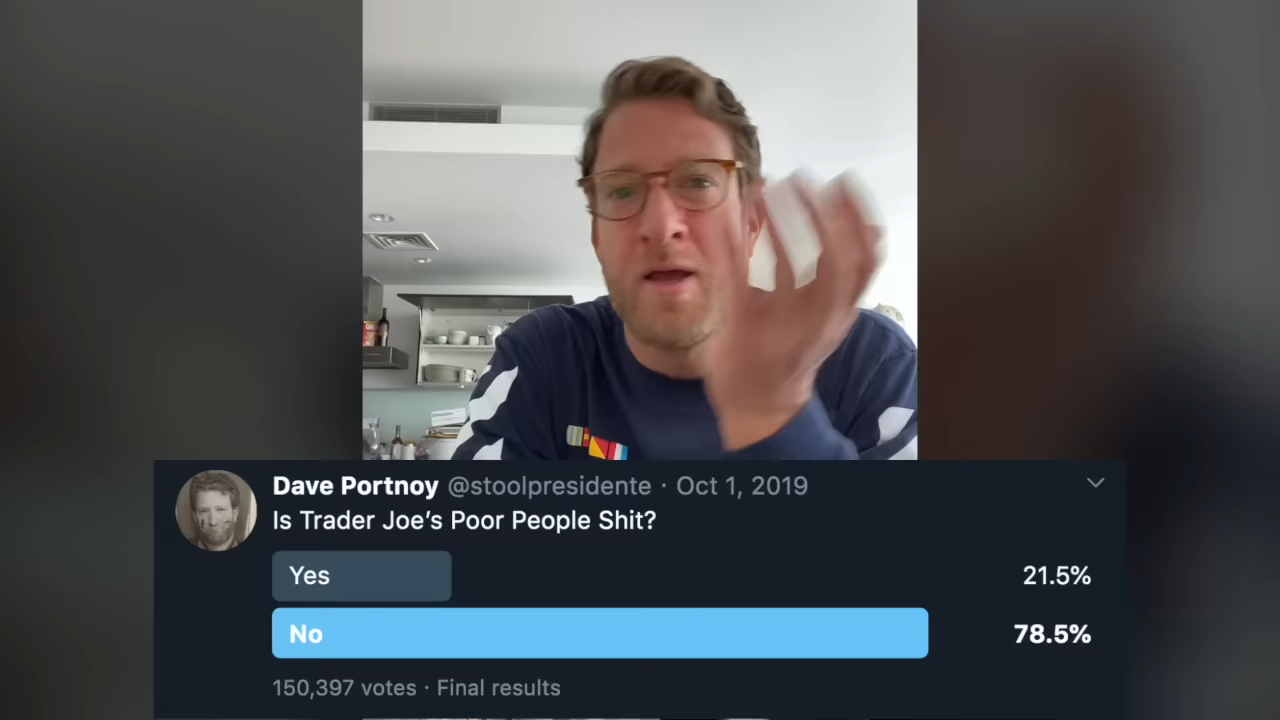 Dave Portnoy @stoolpresidente · Oct 1, 2019
Is Trader Joe’s Poor People Shit?
Yes 21.5%
No 78.5%
150,397 votes · Final results